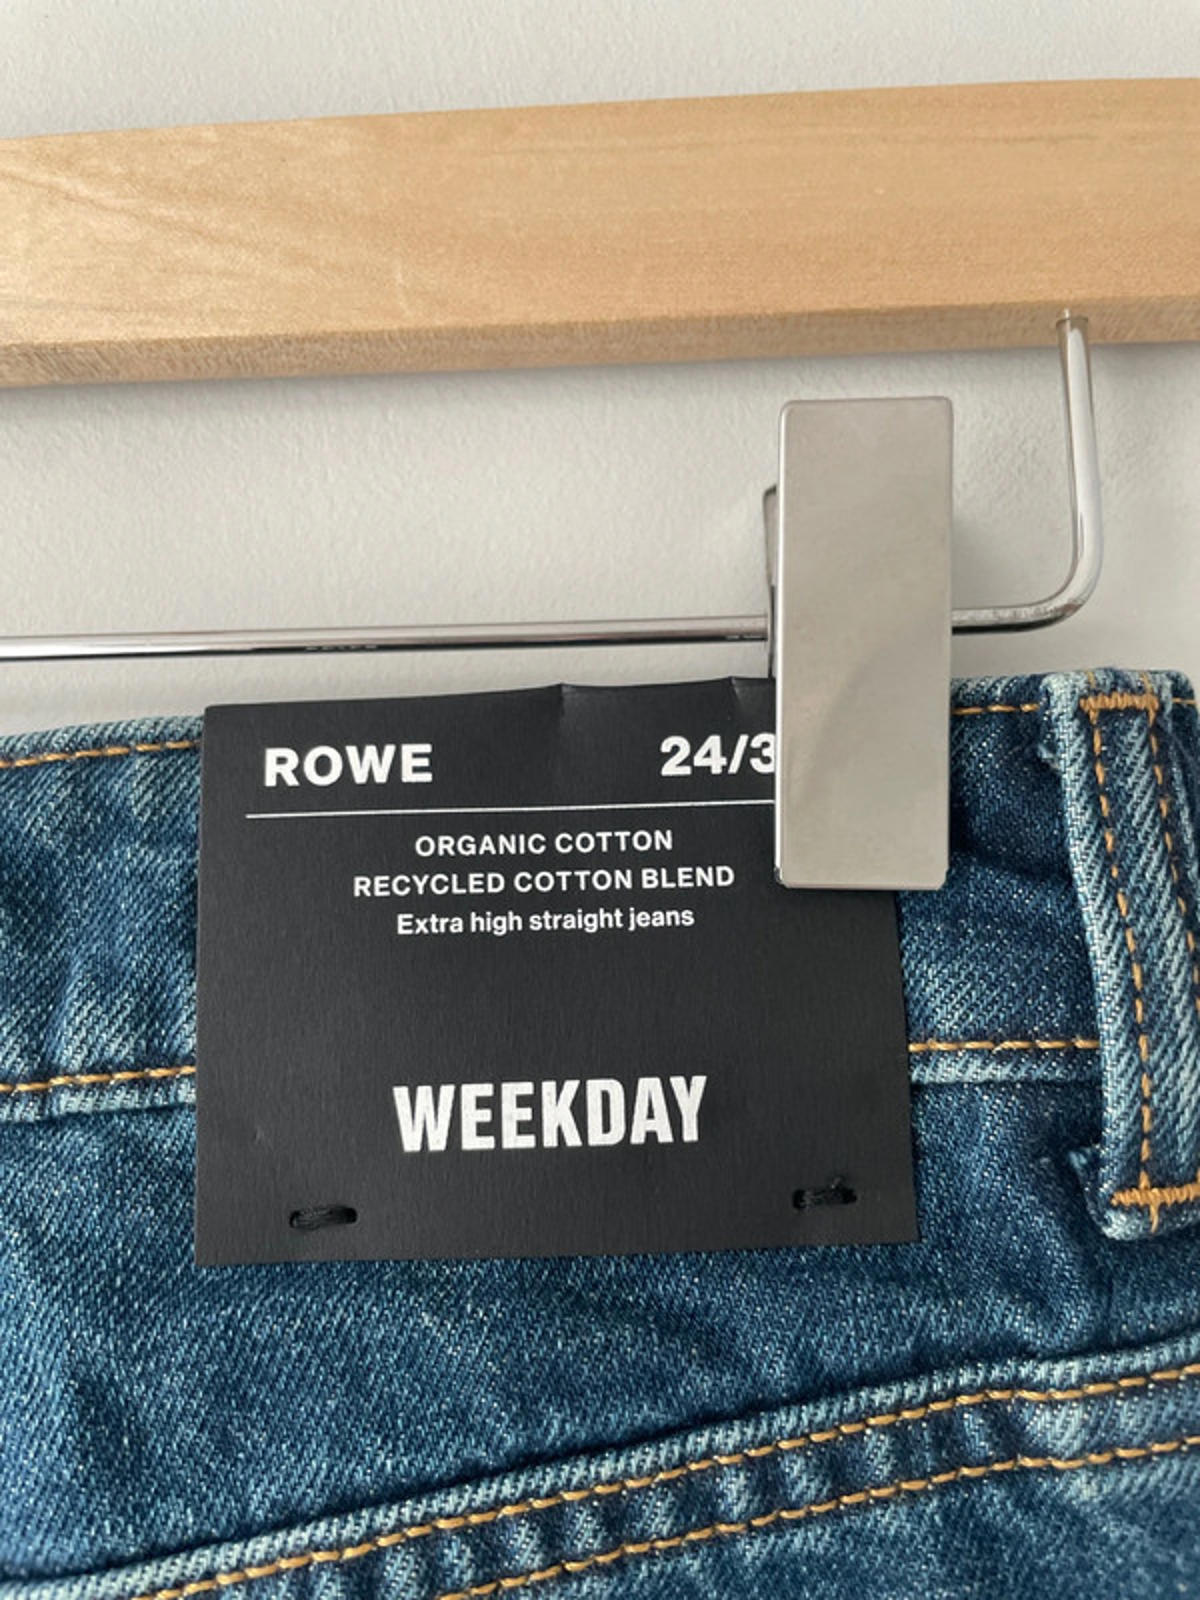 ROWE 24/3
ORGANIC COTTON
RECYCLED COTTON BLEND
Extra high straight jeans
WEEKDAY